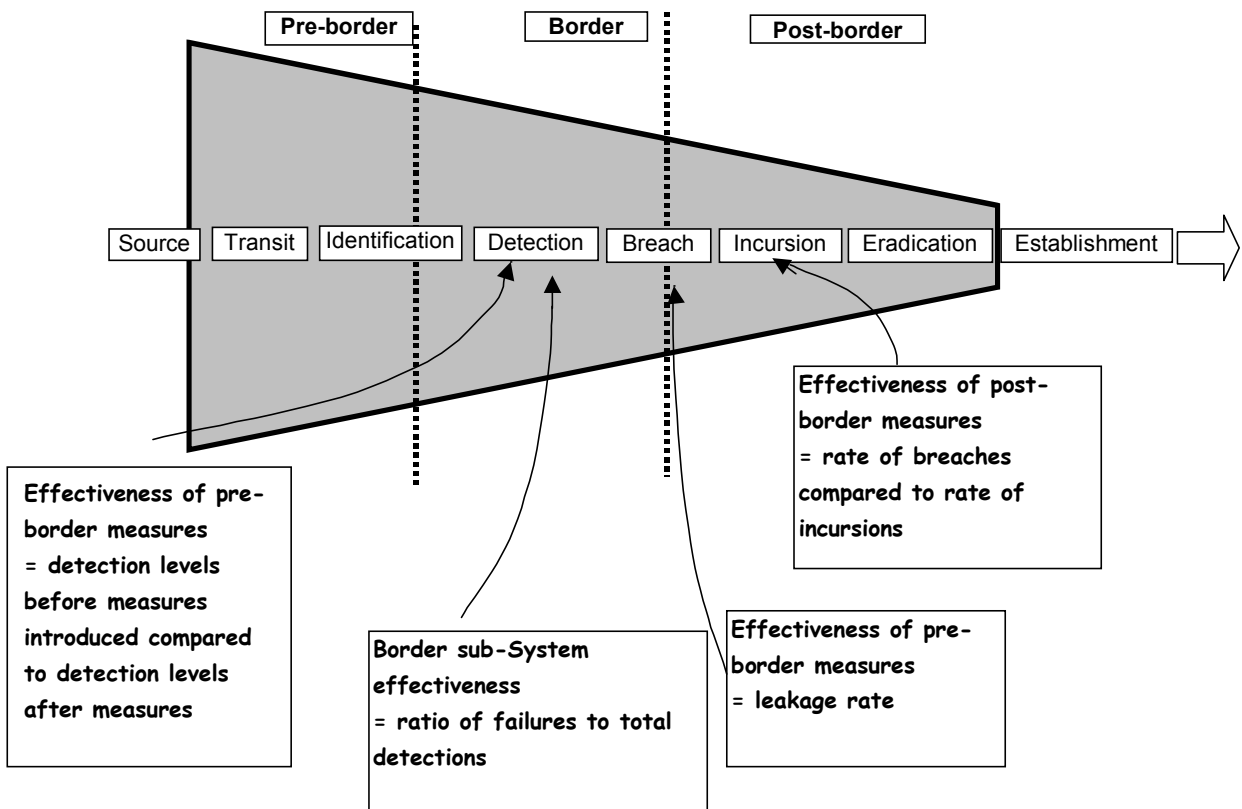 Pre-border
Border
Post-border
Source
Transit
Identification
Detection
Breach
Incursion
Eradication
Establishment
Effectiveness of post-
border measures
= rate of breaches
compared to rate of
incursions
Effectiveness of pre-
border measures
= detection levels
before measures
introduced compared
to detection levels
after measures
Border sub-System
effectiveness
= ratio of failures to total
detections
Effectiveness of pre-
border measures
= leakage rate